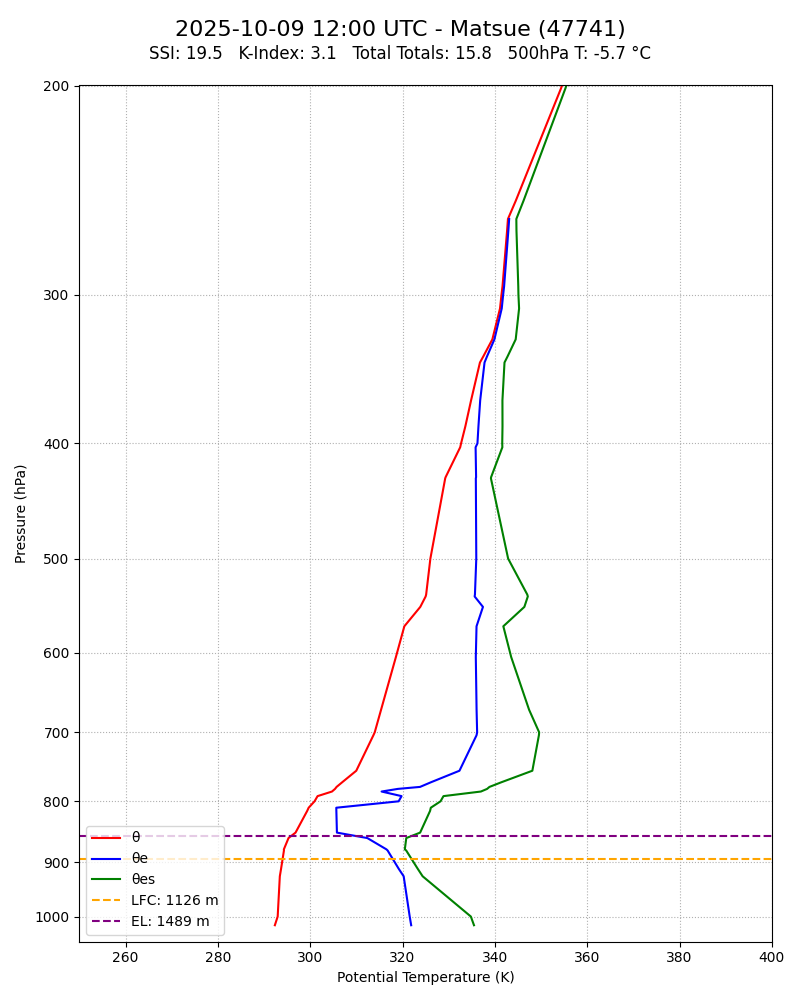 2025-10-09 12:00 UTC - Matsue (47741)
SSI: 19.5 K-Index: 3.1 Total Totals: 15.8 500hPa T: -5.7 °C
200
300
400
500
600
700
800
900
1000
Pressure (hPa)
θ
θe
θes
LFC: 1126 m
EL: 1489 m
260 280 300 320 340 360 380 400
Potential Temperature (K)